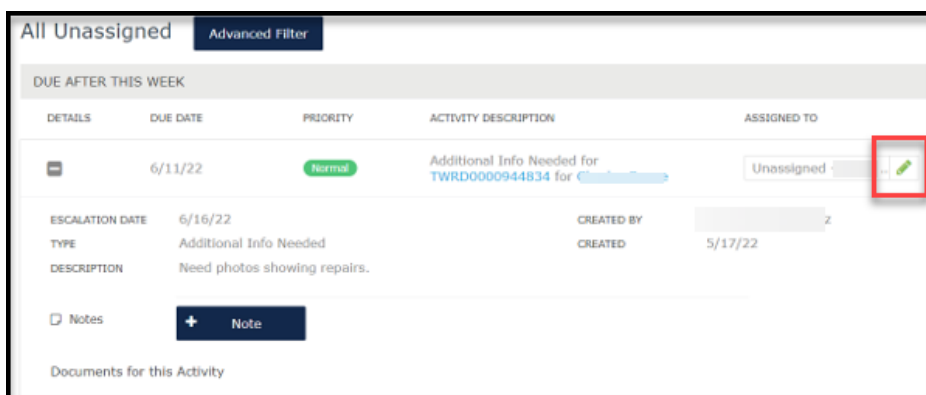 All Unassigned Advanced Filter
DUE AFTER THIS WEEK
DETAILS DUE DATE PRIORITY ACTIVITY DESCRIPTION ASSIGNED TO
6/11/22 Normal Additional Info Needed for Unassigned
TWRD0000944834 for
ESCALATION DATE 6/16/22 CREATED BY z
TYPE Additional Info Needed CREATED 5/17/22
DESCRIPTION Need photos showing repairs.
Notes + Note
Documents for this Activity